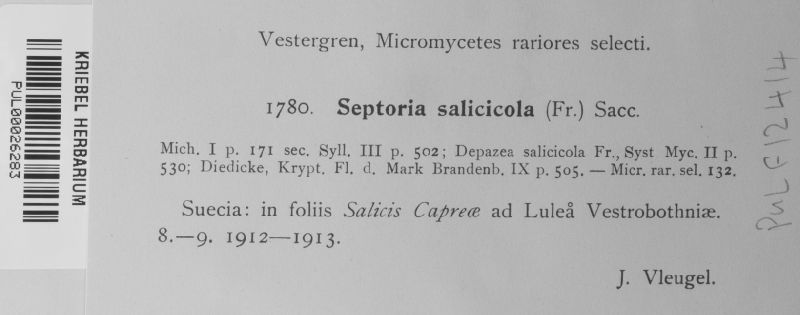 Vestergren, Micromycetes rariores selecti.
1780. Septoria salicicola (Fr.) Sacc.
Mich. I p. 171 sec. Syll. III p. 502; Depazea salicicola Fr., Syst Myc. II p.
530; Diedicke, Krypt. Fl. d. Mark Brandenb. IX p. 505. — Micr. rar. sel. 132.
Suecia: in foliis Salicis Capreæ ad Luleå Vestrobothniæ.
8.—9. 1912—1913.
J. Vleugel.
KRIEBEL HERBARIUM
PUL00026283
PUL F12414